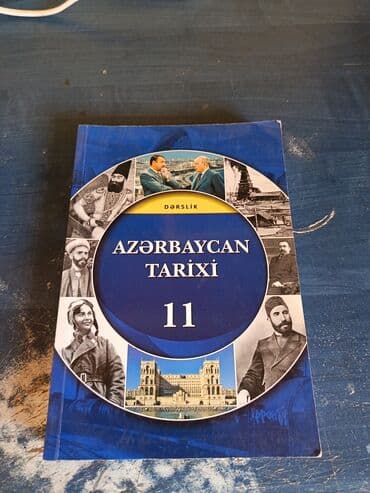 DƏRSLİK
AZƏRBAYCAN
TARİXİ
11